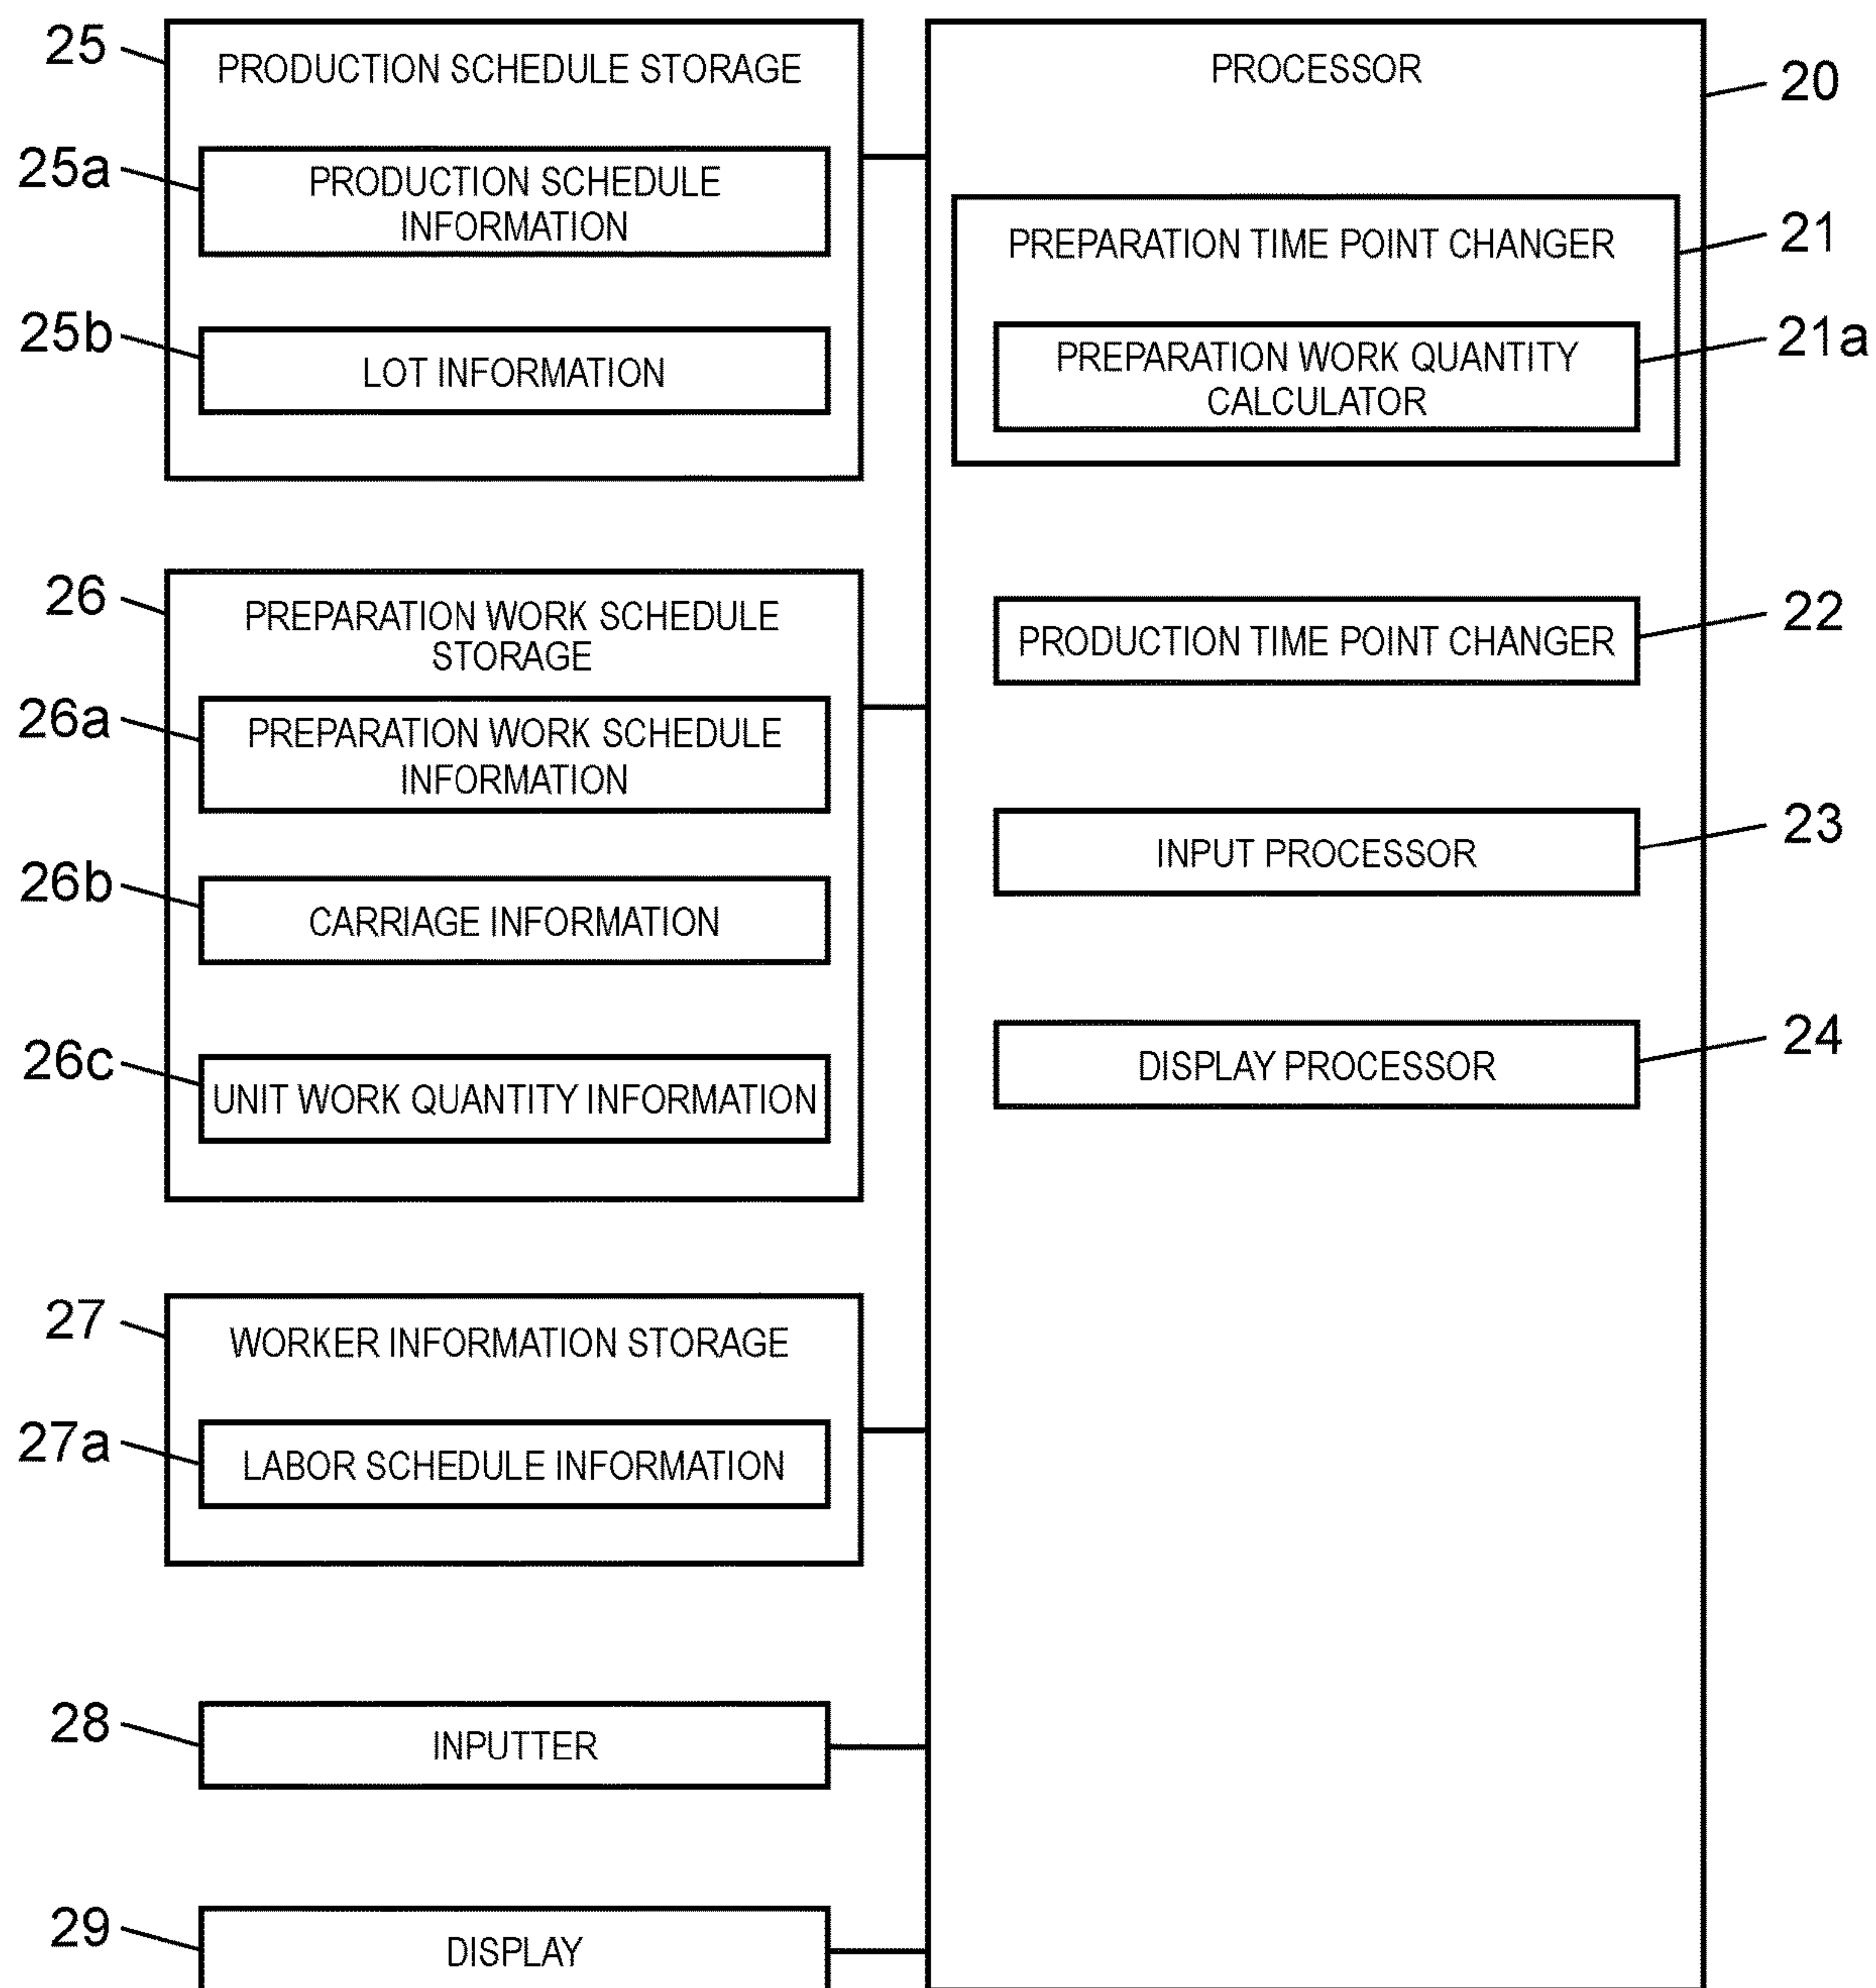 25
PRODUCTION SCHEDULE STORAGE
25a
PRODUCTION SCHEDULE
INFORMATION
25b
LOT INFORMATION
26
PREPARATION WORK SCHEDULE
STORAGE
26a
PREPARATION WORK SCHEDULE
INFORMATION
26b
CARRIAGE INFORMATION
26c
UNIT WORK QUANTITY INFORMATION
27
WORKER INFORMATION STORAGE
27a
LABOR SCHEDULE INFORMATION
28
INPUTTER
29
DISPLAY
PROCESSOR
20
PREPARATION TIME POINT CHANGER
21
PREPARATION WORK QUANTITY
CALCULATOR
21a
PRODUCTION TIME POINT CHANGER
22
INPUT PROCESSOR
23
DISPLAY PROCESSOR
24